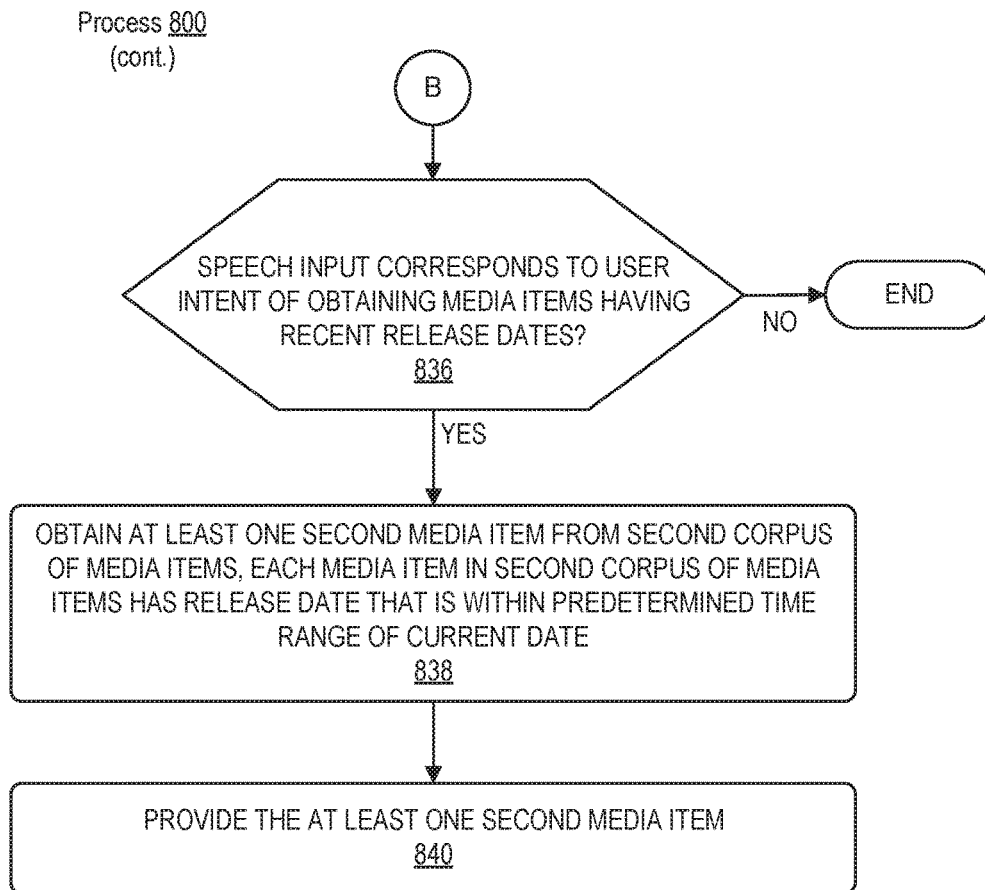 Process 800
(cont.)
B
SPEECH INPUT CORRESPONDS TO USER
INTENT OF OBTAINING MEDIA ITEMS HAVING
RECENT RELEASE DATES?
836
NO
END
YES
OBTAIN AT LEAST ONE SECOND MEDIA ITEM FROM SECOND CORPUS
OF MEDIA ITEMS, EACH MEDIA ITEM IN SECOND CORPUS OF MEDIA
ITEMS HAS RELEASE DATE THAT IS WITHIN PREDETERMINED TIME
RANGE OF CURRENT DATE
838
PROVIDE THE AT LEAST ONE SECOND MEDIA ITEM
840